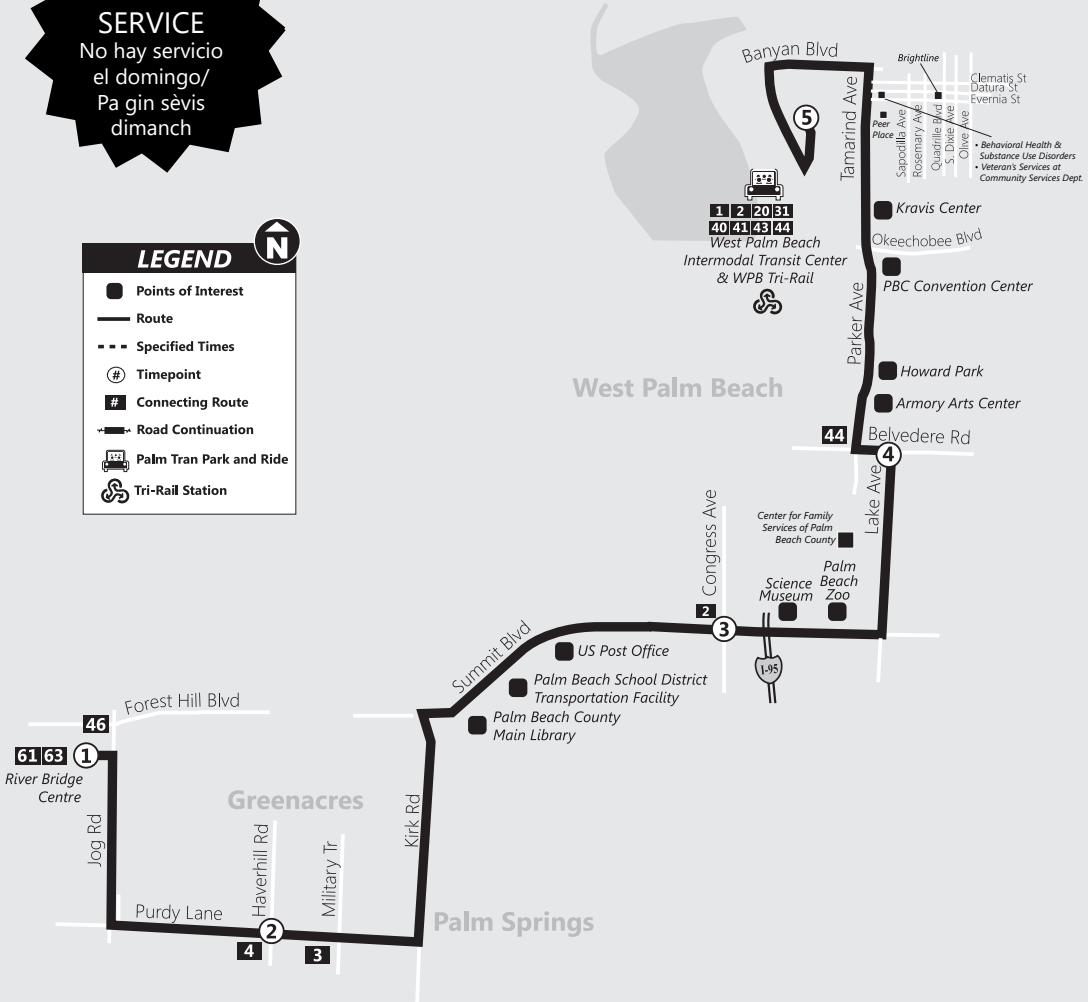 SERVICE
No hay servicio
el domingo/
Pa gin sèvis
dimanch
Banyan Blvd
Brightline
Clematis St
Datura St
Evernia St
Tamarind Ave
Peer
Place
Sapodilla Ave
Rosemary Ave
Quadrille Blvd
S. Dixie Ave
Olive Ave
• Behavioral Health &
Substance Use Disorders
• Veteran's Services at
Community Services Dept.
5
1 2 20 31
40 41 43 44
West Palm Beach
Intermodal Transit Center
& WPB Tri-Rail
Kravis Center
Okeechobee Blvd
PBC Convention Center
N
LEGEND
Points of Interest
Route
Specified Times
# Timepoint
# Connecting Route
Road Continuation
Palm Tran Park and Ride
Tri-Rail Station
Parker Ave
West Palm Beach
Howard Park
Armory Arts Center
44
Belvedere Rd
4
Lake Ave
Congress Ave
Center for Family
Services of Palm
Beach County
Science
Museum
Palm
Beach
Zoo
2
3
I-95
Summit Blvd
US Post Office
Palm Beach School District
Transportation Facility
Palm Beach County
Main Library
Forest Hill Blvd
46
61 63 1
River Bridge
Centre
Greenacres
Jog Rd
Haverhill Rd
Military Tr
Kirk Rd
Purdy Lane
2
4
3
Palm Springs